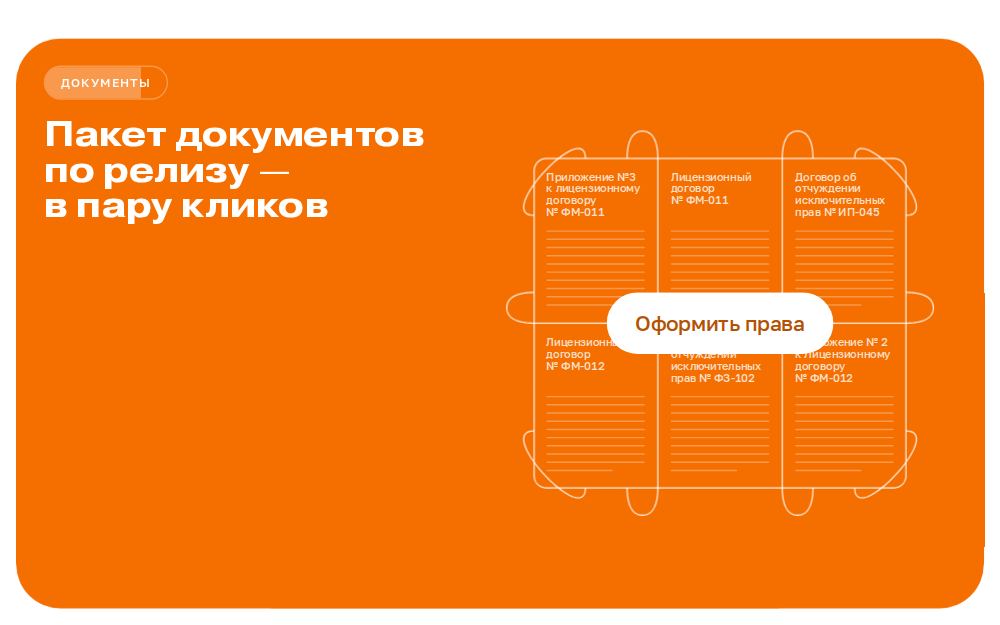 ДОКУМЕНТЫ
Пакет документов
по релизу —
в пару кликов
Приложение №3
к лицензионному
договору
№ ФМ-011
Лицензионный
договор
№ ФМ-011
Договор об
отчуждении
исключительных
прав № ИП-045
Оформить права
договор
№ ФМ-012
отчуждении
исключительных
прав № ФЗ-102
№ 2
к Лицензионному
договору
№ ФМ-012